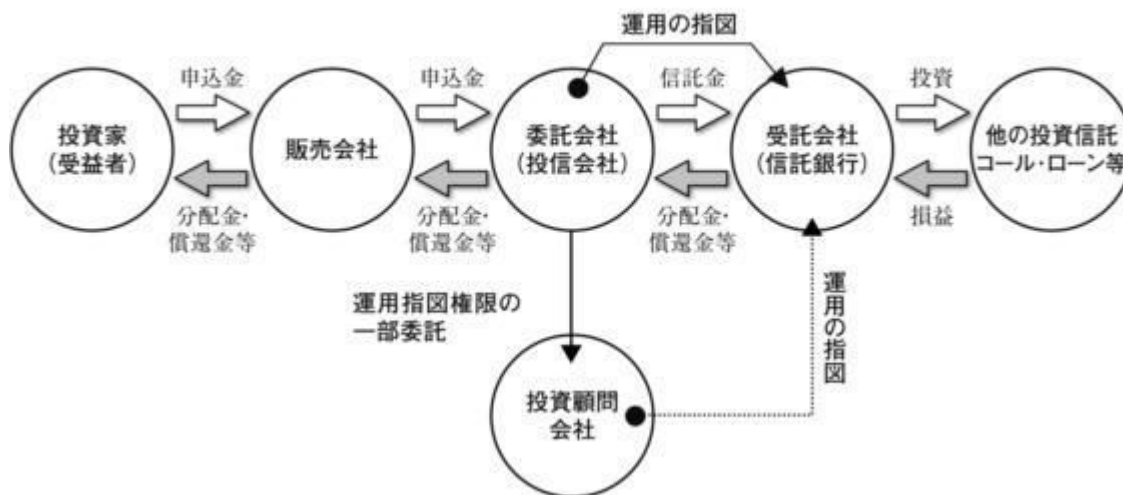 運用の指図
申込金
申込金
信託金
投資
投資家
（受益者）
販売会社
委託会社
（投信会社）
受託会社
（信託銀行）
他の投資信託
コール・ローン等
分配金・
償還金等
分配金・
償還金等
分配金・
償還金等
損益
運用指図権限の
一部委託
運用の指図
投資顧問
会社